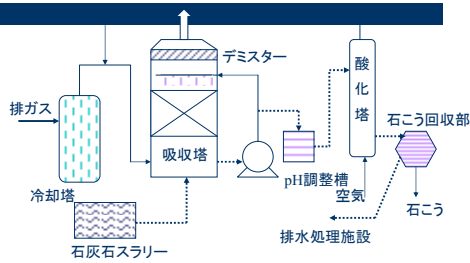 デミスター
酸化塔
排ガス
石こう回収部
吸収塔
pH調整槽
空気
冷却塔
石こう
排水処理施設
石灰石スラリー